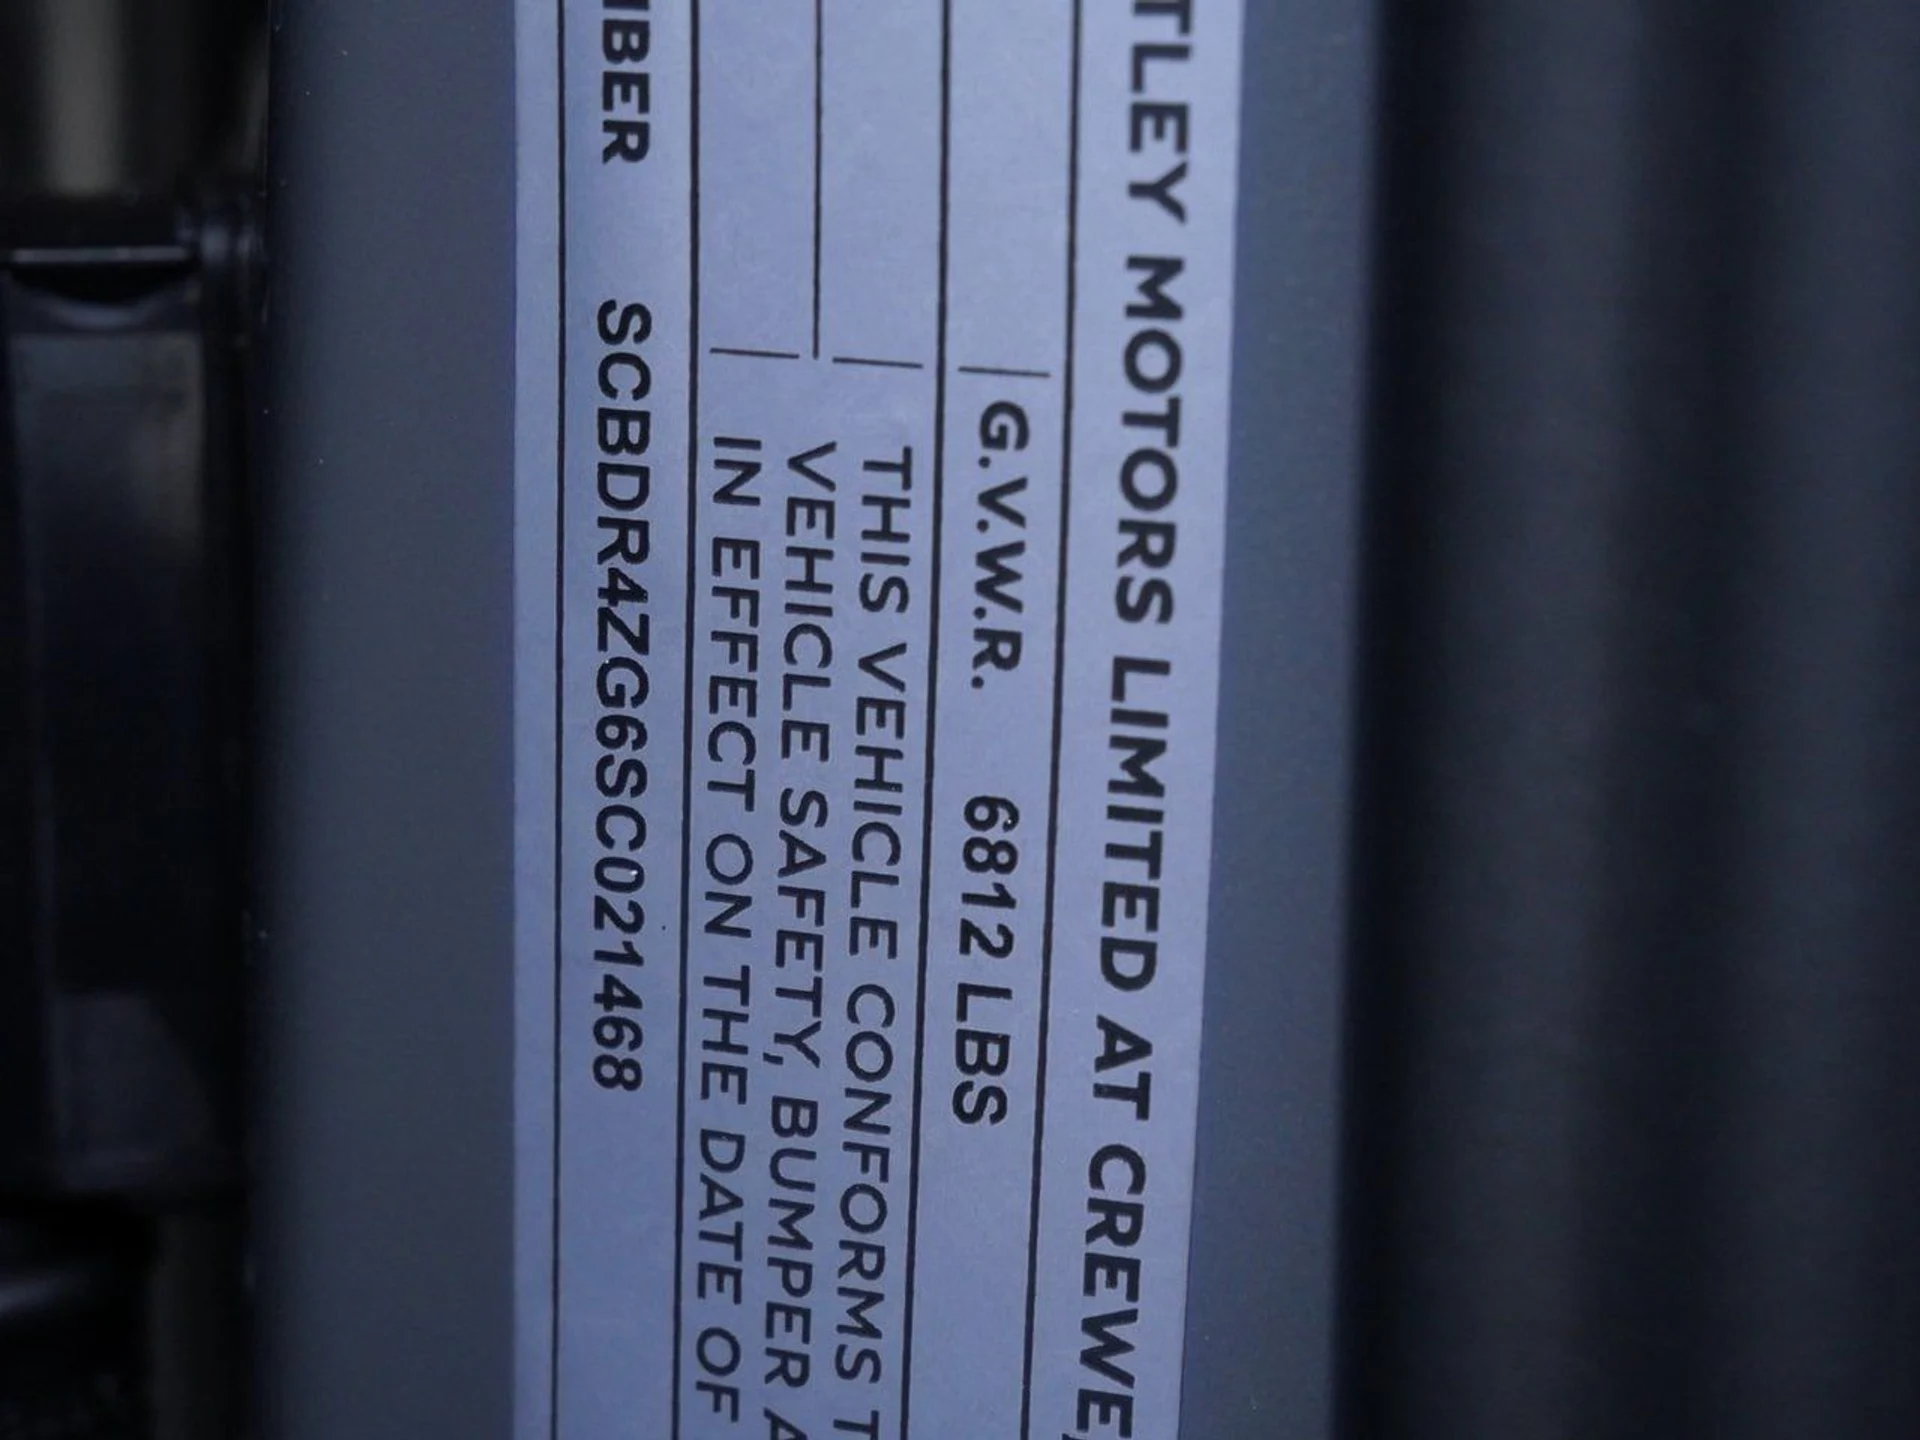 TLEY MOTORS LIMITED AT CREWE,
G.V.W.R. 6812 LBS
THIS VEHICLE CONFORMS T
VEHICLE SAFETY, BUMPER A
IN EFFECT ON THE DATE OF
MBER SCBDR4ZG6SC021468